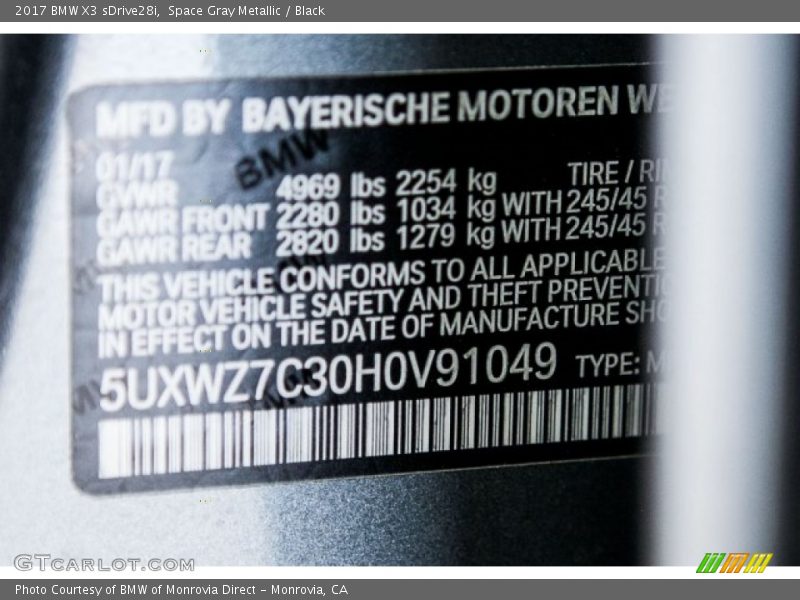 2017 BMW X3 sDrive28i, Space Gray Metallic / Black
MFD BY BAYERISCHE MOTOREN WE
01/17 BMW
GVWR 4969 lbs 2254 kg TIRE / RI
GAWR FRONT 2280 lbs 1034 kg WITH 245/45 R
GAWR REAR 2820 lbs 1279 kg WITH 245/45 R
THIS VEHICLE CONFORMS TO ALL APPLICABLE
MOTOR VEHICLE SAFETY AND THEFT PREVENTIO
IN EFFECT ON THE DATE OF MANUFACTURE SHO
5UXWZ7C30H0V91049 TYPE: M
GTCARLOT.COM
Photo Courtesy of BMW of Monrovia Direct - Monrovia, CA